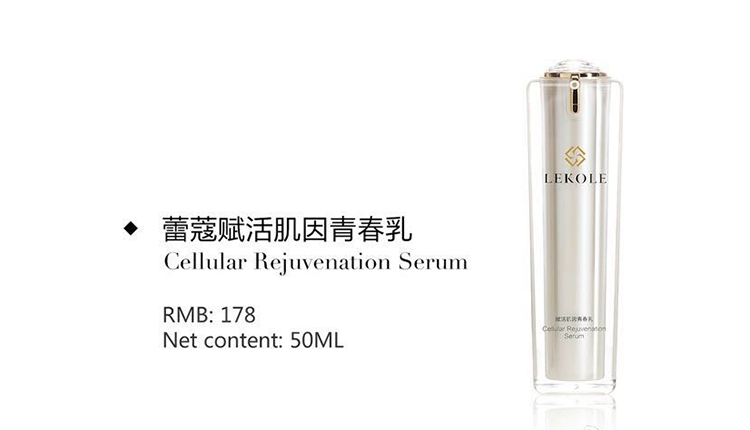 蕾蔻赋活肌因青春乳
Cellular Rejuvenation Serum
RMB: 178
Net content: 50ML
LEKOLE
赋活肌因青春乳
Cellular Rejuvenation
Serum